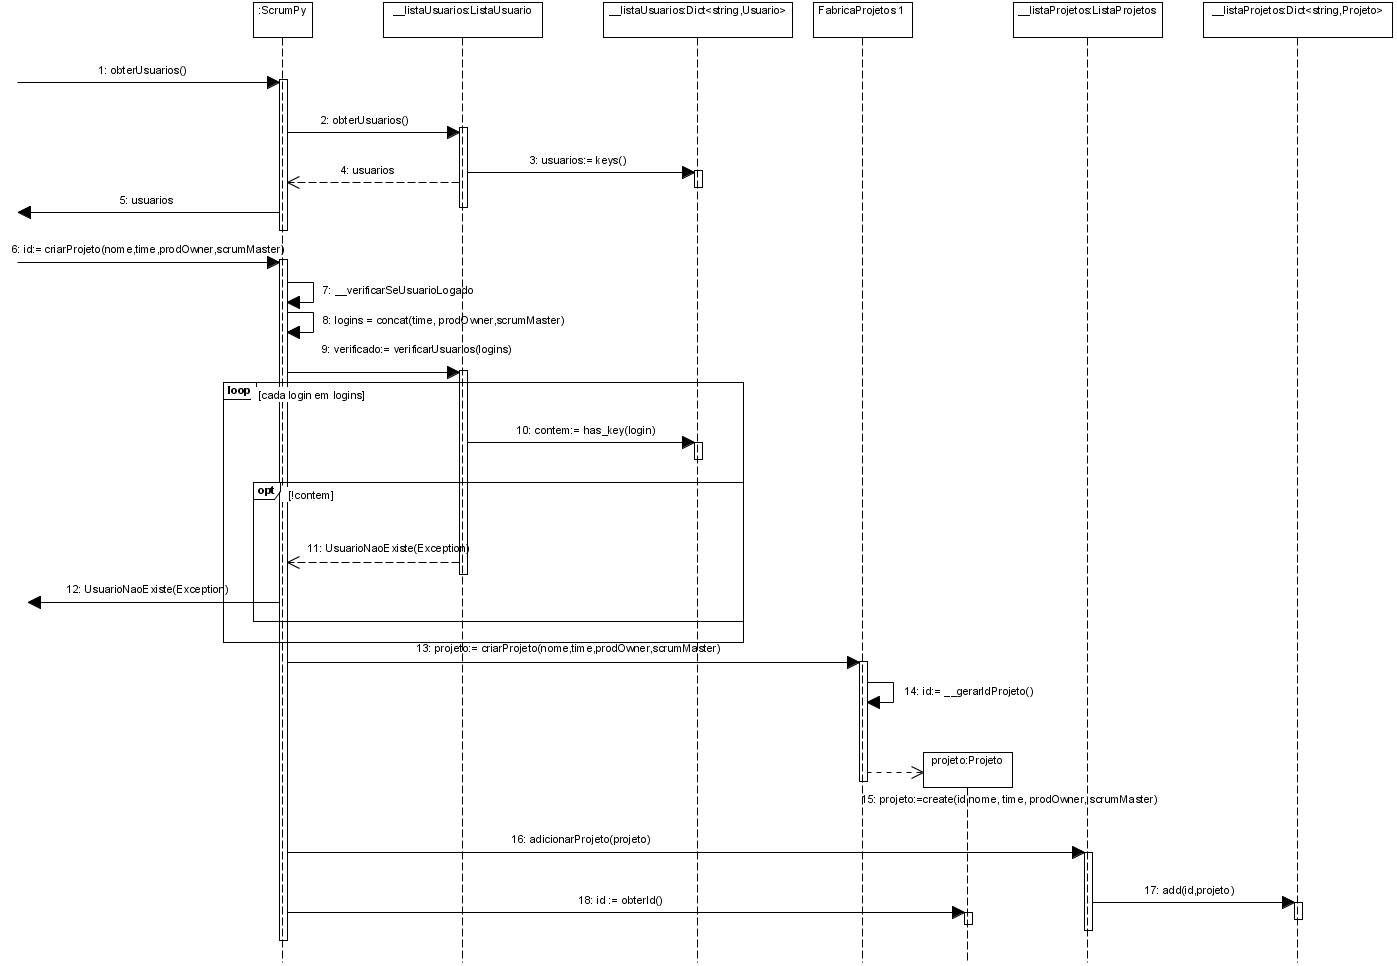 :ScrumPy
__listaUsuarios:ListaUsuario
__listaUsuarios:Dict<string,Usuario>
FabricaProjetos 1
__listaProjetos:ListaProjetos
__listaProjetos:Dict<string,Projeto>
1: obterUsuarios()
2: obterUsuarios()
3: usuarios:= keys()
4: usuarios
5: usuarios
6: id:= criarProjeto(nome,time,prodOwner,scrumMaster)
7: __verificarSeUsuarioLogado
8: logins = concat(time, prodOwner,scrumMaster)
9: verificado:= verificarUsuarios(logins)
loop
[cada login em logins]
10: contem:= has_key(login)
opt
[!contem]
11: UsuarioNaoExiste(Exception)
12: UsuarioNaoExiste(Exception)
13: projeto:= criarProjeto(nome,time,prodOwner,scrumMaster)
14: id:= __gerarIdProjeto()
projeto:Projeto
15: projeto:=create(id,nome, time, prodOwner, scrumMaster)
16: adicionarProjeto(projeto)
17: add(id,projeto)
18: id := obterId()